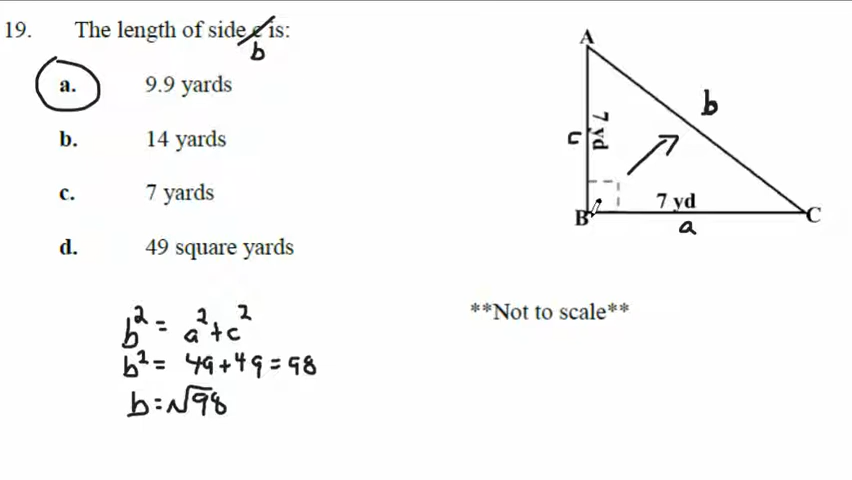 19. The length of side c is:
b
a. 9.9 yards
b. 14 yards
c. 7 yards
d. 49 square yards
b² = a² + c²
b² = 49 + 49 = 98
b = √98
A
b
c
7 yd
B
7 yd
C
a
**Not to scale**